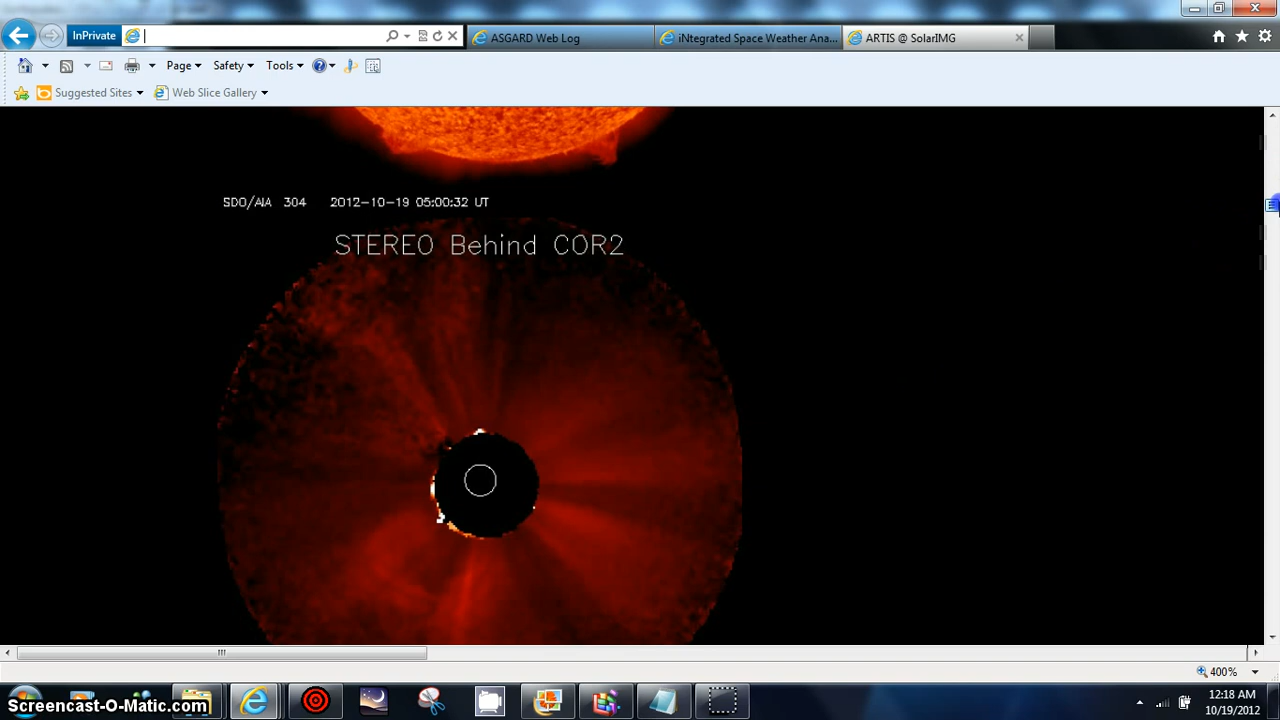 InPrivate
ASGARD Web Log
iNtegrated Space Weather Ana...
ARTIS @ SolarIMG
Page
Safety
Tools
Suggested Sites
Web Slice Gallery
SDO/AIA 304 2012-10-19 05:00:32 UT
STEREO Behind COR2
400%
12:18 AM
10/19/2012
Screencast-O-Matic.com